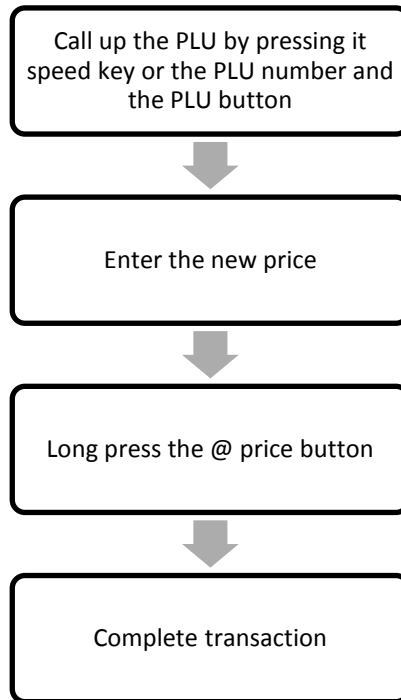 Call up the PLU by pressing it
speed key or the PLU number and
the PLU button
Enter the new price
Long press the @ price button
Complete transaction